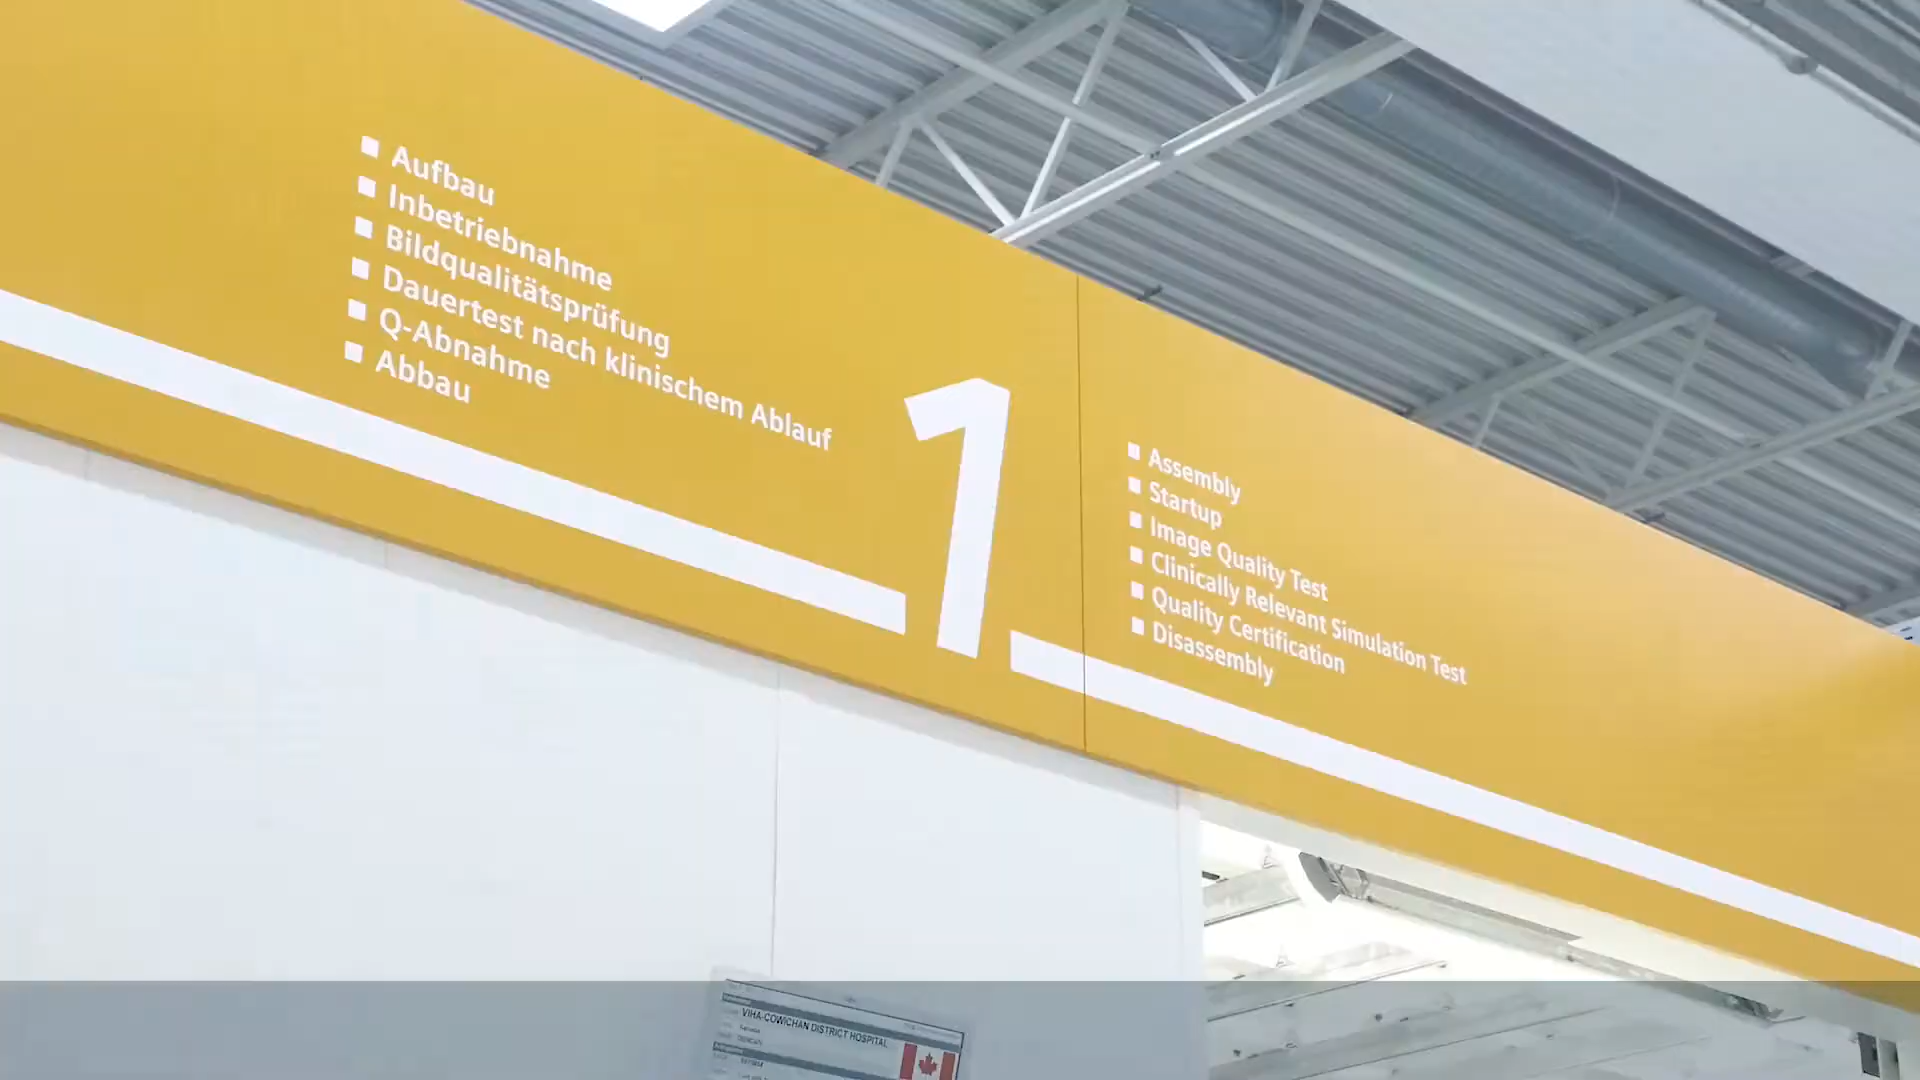 Aufbau
Inbetriebnahme
Bildqualitätsprüfung
Dauertest nach klinischem Ablauf
Q-Abnahme
Abbau
1
Assembly
Startup
Image Quality Test
Clinically Relevant Simulation Test
Quality Certification
Disassembly
VIHA-COWICHAN DISTRICT HOSPITAL